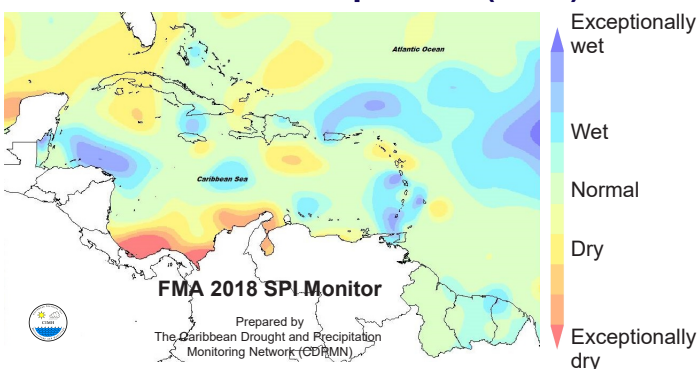 Atlantic Ocean
Caribbean Sea
FMA 2018 SPI Monitor
Prepared by
The Caribbean Drought and Precipitation
Monitoring Network (CDPMN)
CIMH
Exceptionally
wet
Wet
Normal
Dry
Exceptionally
dry